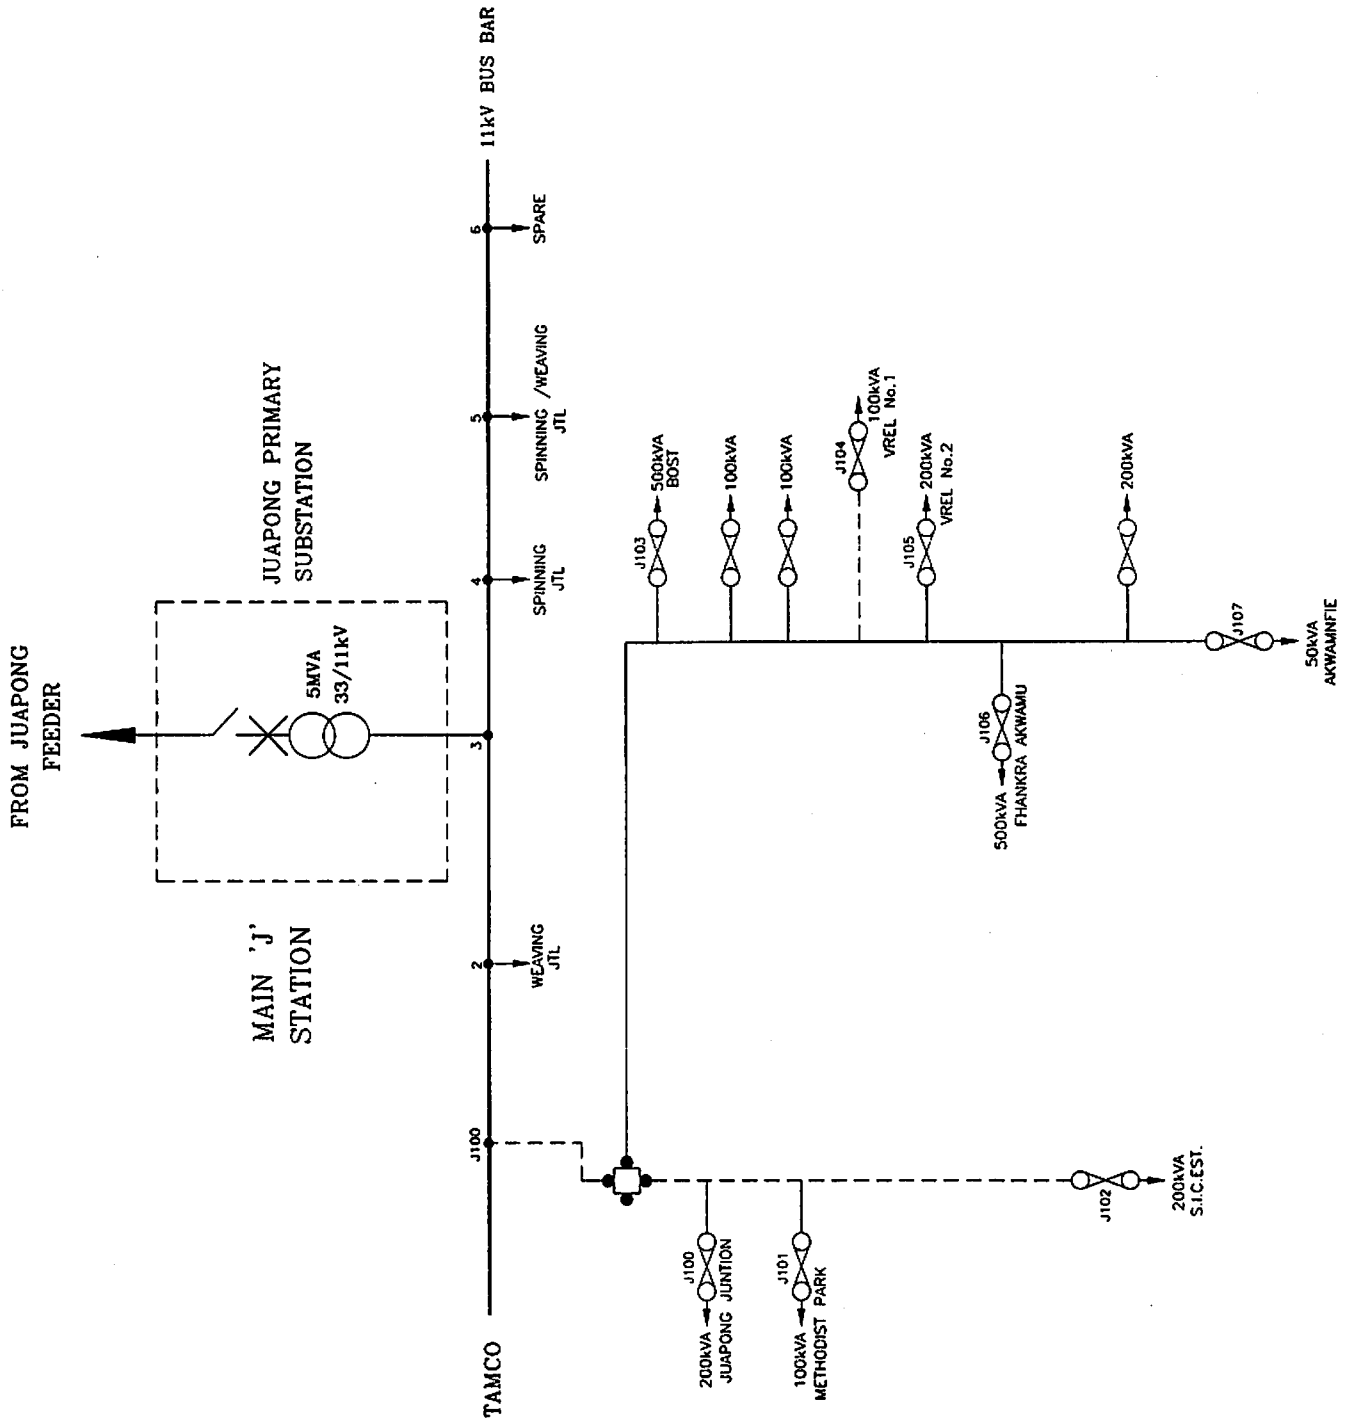 FROM JUAPONG
FEEDER
JUAPONG PRIMARY
SUBSTATION
5MVA
33/11kV
MAIN 'J'
STATION
TAMCO
11kV BUS BAR
J100
2
WEAVING
JTL
3
4
SPINNING
JTL
5
SPINNING /WEAVING
JTL
6
SPARE
J103
500kVA
BOST
100kVA
100kVA
J104
100kVA
VREL No.1
J105
200kVA
VREL No.2
J106
500kVA
FHANKRA AKWAMU
200kVA
J107
50kVA
AKWAMNFIE
J100
200kVA
JUAPONG JUNTION
J101
100kVA
METHODIST PARK
J102
200kVA
S.I.C.EST.